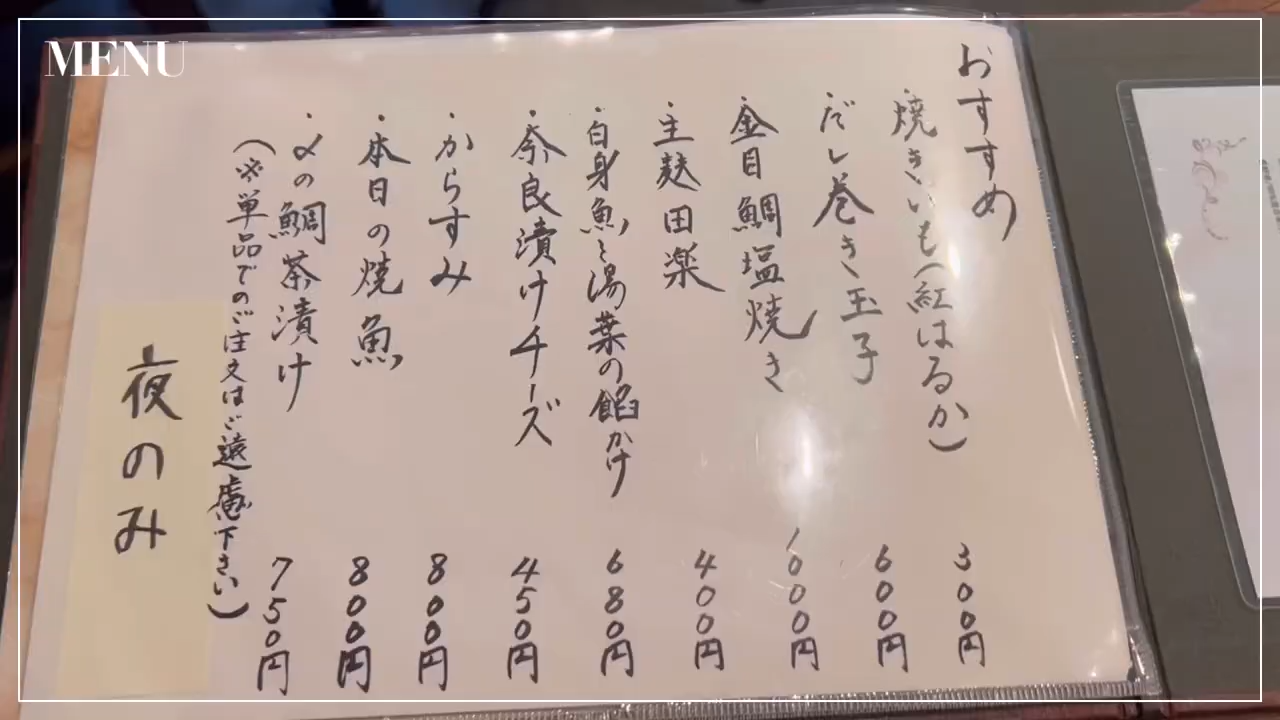 MENU
おすすめ
・焼きいも(紅はるか) 300円
・だし巻き玉子 600円
・金目鯛塩焼き 1000円
・生麩田楽 400円
・白身魚と湯葉の餡かけ 680円
・奈良漬けチーズ 450円
・からすみ 800円
・本日の焼魚 800円
・〆の鯛茶漬け 750円
(※単品でのご注文はご遠慮下さい)
夜のみ